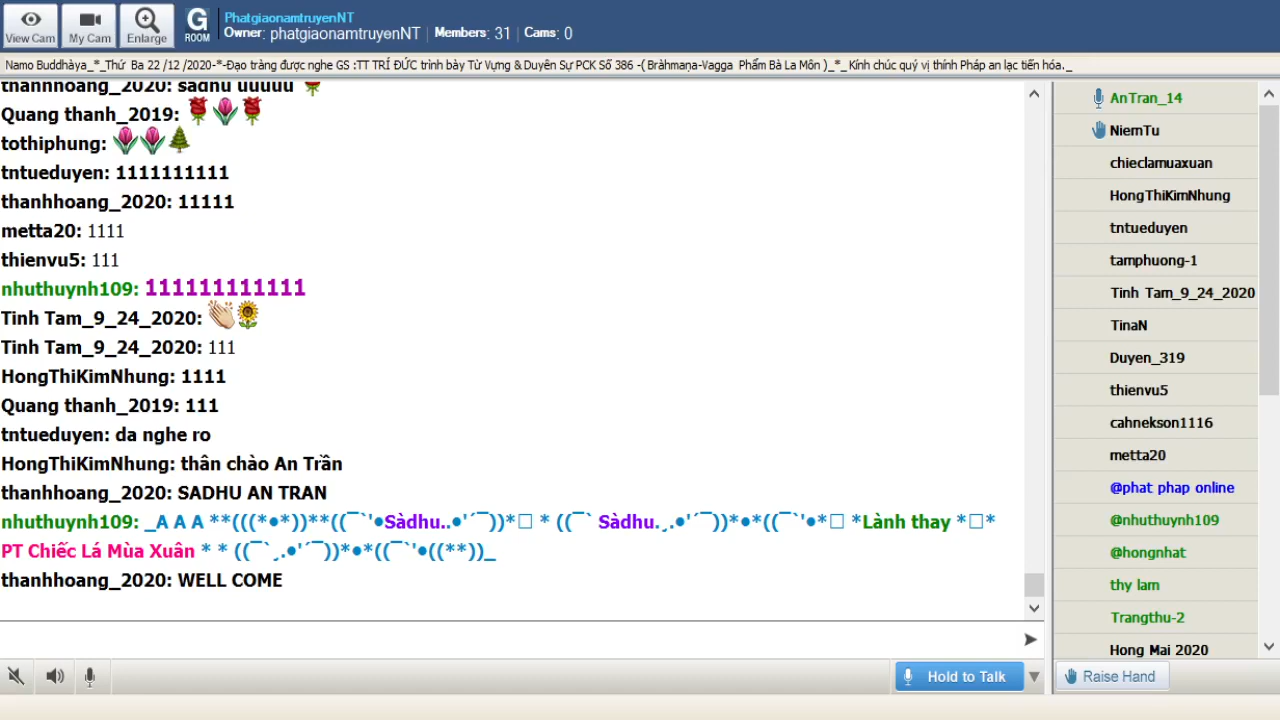 View Cam
My Cam
Enlarge
G
ROOM
PhatgiaonamtruyenNT
Owner: phatgiaonamtruyenNT | Members: 31 | Cams: 0
Namo Buddhàya_*_Thứ Ba 22 /12 /2020-*-Đạo tràng được nghe GS :TT TRÍ ĐỨC trình bày Từ Vựng & Duyên Sự PCK Số 386 -( Bràhmaṇa-Vagga Phẩm Bà La Môn )_*_ Kính chúc quý vị thính Pháp an lạc tiến hóa._
thanhhoang_2020: sadhu uuuuu
Quang thanh_2019:
tothiphung:
tntueduyen: 1111111111
thanhhoang_2020: 11111
metta20: 1111
thienvu5: 111
nhuthuynh109: 111111111111
Tinh Tam_9_24_2020:
Tinh Tam_9_24_2020: 111
HongThiKimNhung: 1111
Quang thanh_2019: 111
tntueduyen: da nghe ro
HongThiKimNhung: thân chào An Trần
thanhhoang_2020: SADHU AN TRAN
nhuthuynh109: _A A A **(((*•*))**((¯`'•Sàdhu..•'´¯))*□ * ((¯` Sàdhu.¸.•'´¯))*•*((¯`'•*□ *Lành thay *□*
PT Chiếc Lá Mùa Xuân * * ((¯`¸.•'´¯))*•*((¯`'•((**))_
thanhhoang_2020: WELL COME
Hold to Talk
AnTran_14
NiemTu
chieclamuaxuan
HongThiKimNhung
tntueduyen
tamphuong-1
Tinh Tam_9_24_2020
TinaN
Duyen_319
thienvu5
cahnekson1116
metta20
@phat phap online
@nhuthuynh109
@hongnhat
thy lam
Trangthu-2
Hong Mai 2020
Raise Hand